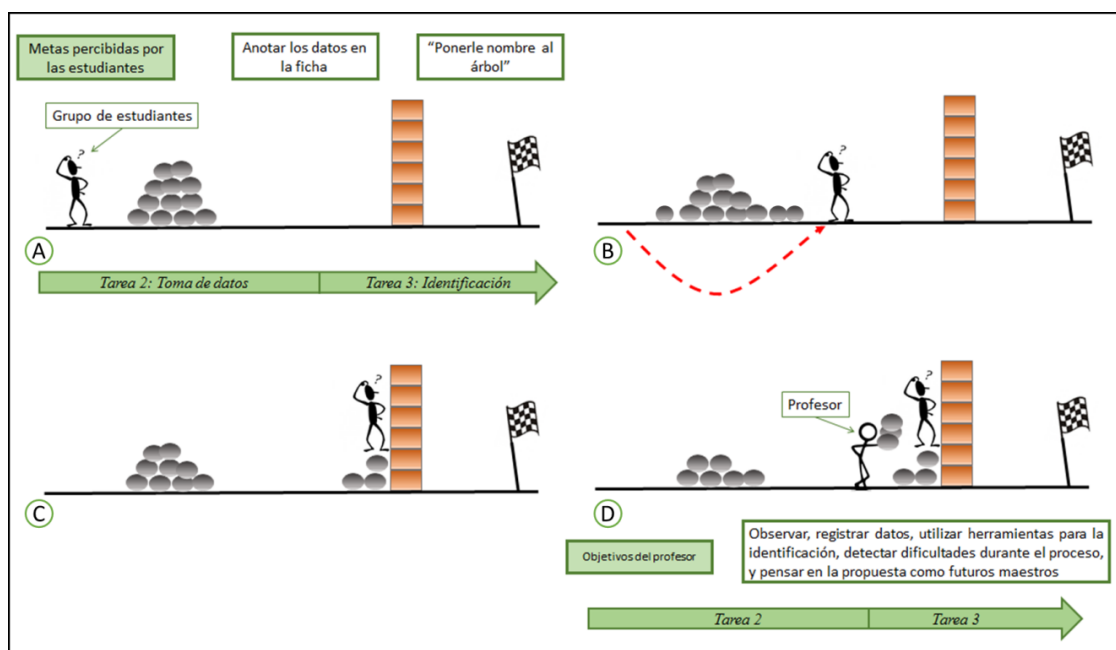 Metas percibidas por
las estudiantes
Anotar los datos en
la ficha
“Ponerle nombre al
árbol”
Grupo de estudiantes
?
?
A
B
Tarea 2: Toma de datos
Tarea 3: Identificación
?
?
Profesor
C
D
Objetivos del profesor
Observar, registrar datos, utilizar herramientas para la
identificación, detectar dificultades durante el proceso,
y pensar en la propuesta como futuros maestros
Tarea 2
Tarea 3